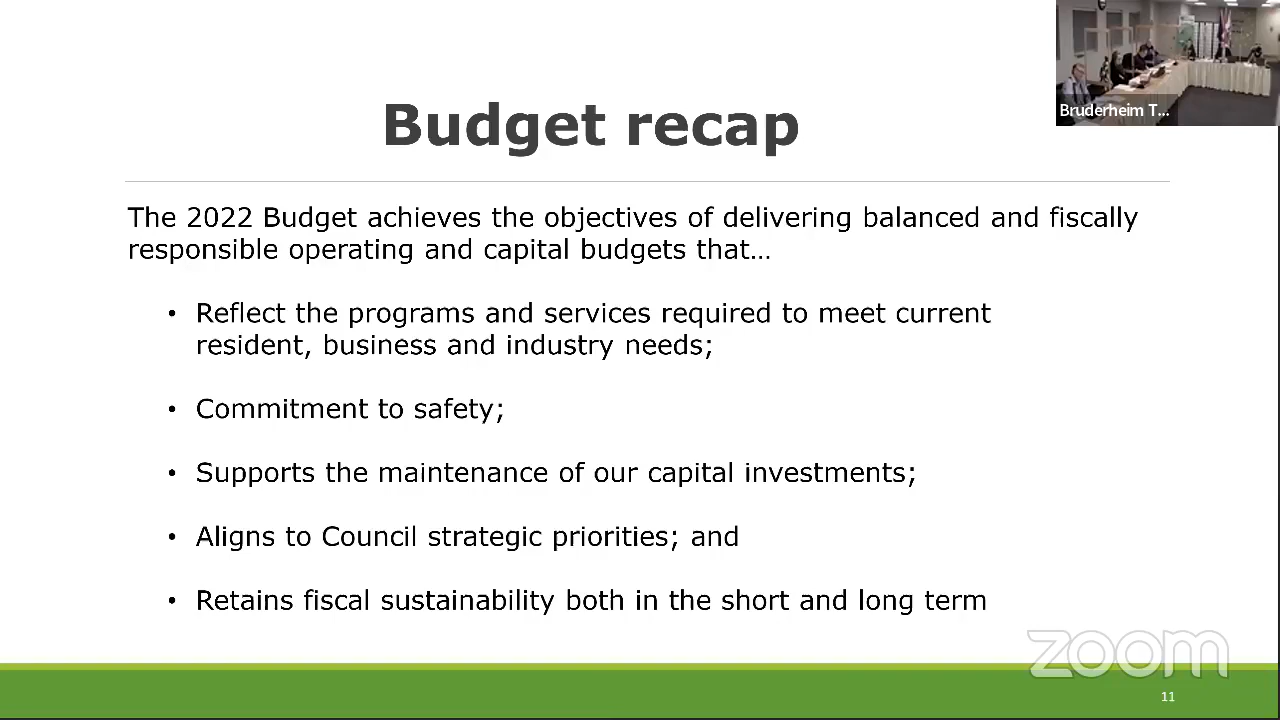 Bruderheim T...
Budget recap
The 2022 Budget achieves the objectives of delivering balanced and fiscally
responsible operating and capital budgets that…
• Reflect the programs and services required to meet current
resident, business and industry needs;
• Commitment to safety;
• Supports the maintenance of our capital investments;
• Aligns to Council strategic priorities; and
• Retains fiscal sustainability both in the short and long term
zoom
11